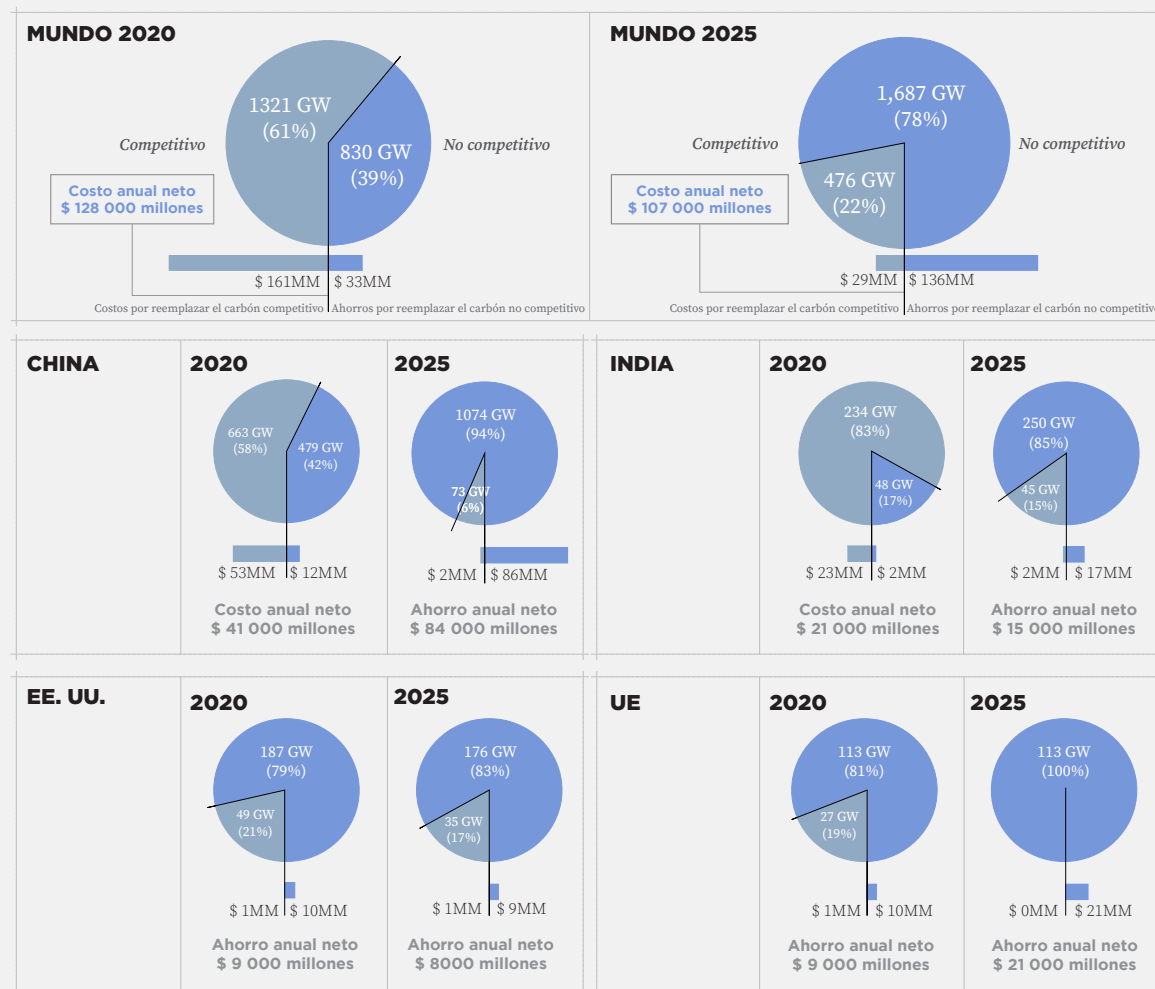 MUNDO 2020
1321 GW
(61%)
830 GW
(39%)
Competitivo
No competitivo
Costo anual neto
$ 128 000 millones
$ 161MM
$ 33MM
Costos por reemplazar el carbón competitivo
Ahorros por reemplazar el carbón no competitivo
MUNDO 2025
1,687 GW
(78%)
Competitivo
No competitivo
476 GW
(22%)
Costo anual neto
$ 107 000 millones
$ 29MM
$ 136MM
Costos por reemplazar el carbón competitivo
Ahorros por reemplazar el carbón no competitiv
CHINA
2020
663 GW
(58%)
479 GW
(42%)
$ 53MM
$ 12MM
Costo anual neto
$ 41 000 millones
2025
1074 GW
(94%)
73 GW
(6%)
$ 2MM
$ 86MM
Ahorro anual neto
$ 84 000 millones
INDIA
2020
234 GW
(83%)
48 GW
(17%)
$ 23MM
$ 2MM
Costo anual neto
$ 21 000 millones
2025
250 GW
(85%)
45 GW
(15%)
$ 2MM
$ 17MM
Ahorro anual neto
$ 15 000 millones
EE. UU.
2020
187 GW
(79%)
49 GW
(21%)
$ 1MM
$ 10MM
Ahorro anual neto
$ 9 000 millones
2025
176 GW
(83%)
35 GW
(17%)
$ 1MM
$ 9MM
Ahorro anual neto
$ 8000 millones
UE
2020
113 GW
(81%)
27 GW
(19%)
$ 1MM
$ 10MM
Ahorro anual neto
$ 9 000 millones
2025
113 GW
(100%)
$ 0MM
$ 21MM
Ahorro anual neto
$ 21 000 millones